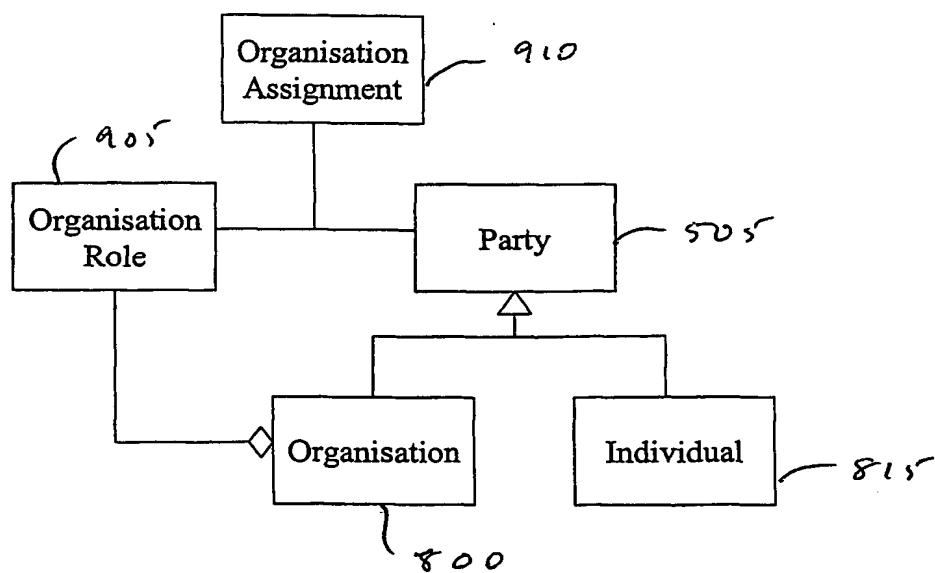 Organisation
Assignment
910
905
Organisation
Role
Party
505
Organisation
Individual
815
800